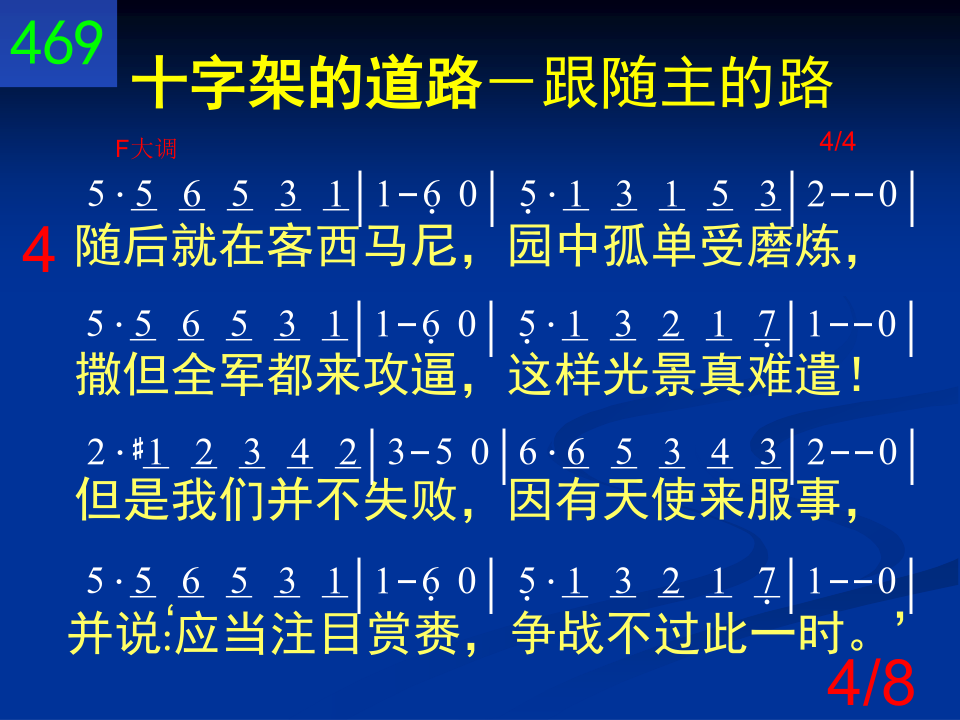 469
十字架的道路－跟随主的路
F大调 4/4
5·5 6 5 3 1|1-6̣ 0|5̣·1 3 1 5 3|2--0|
4 随后就在客西马尼，园中孤单受磨炼，
5·5 6 5 3 1|1-6̣ 0|5̣·1 3 2 1 7̣|1--0|
撒但全军都来攻逼，这样光景真难遣！
2·#1 2 3 4 2|3-5 0|6·6 5 3 4 3|2--0|
但是我们并不失败，因有天使来服事，
5·5 6 5 3 1|1-6̣ 0|5̣·1 3 2 1 7̣|1--0|
并说:‘应当注目赏赉，争战不过此一时。’
4/8